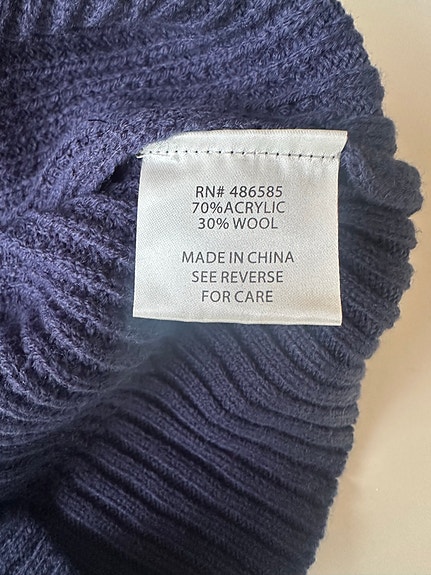 RN# 486585
70%ACRYLIC
30% WOOL
MADE IN CHINA
SEE REVERSE
FOR CARE